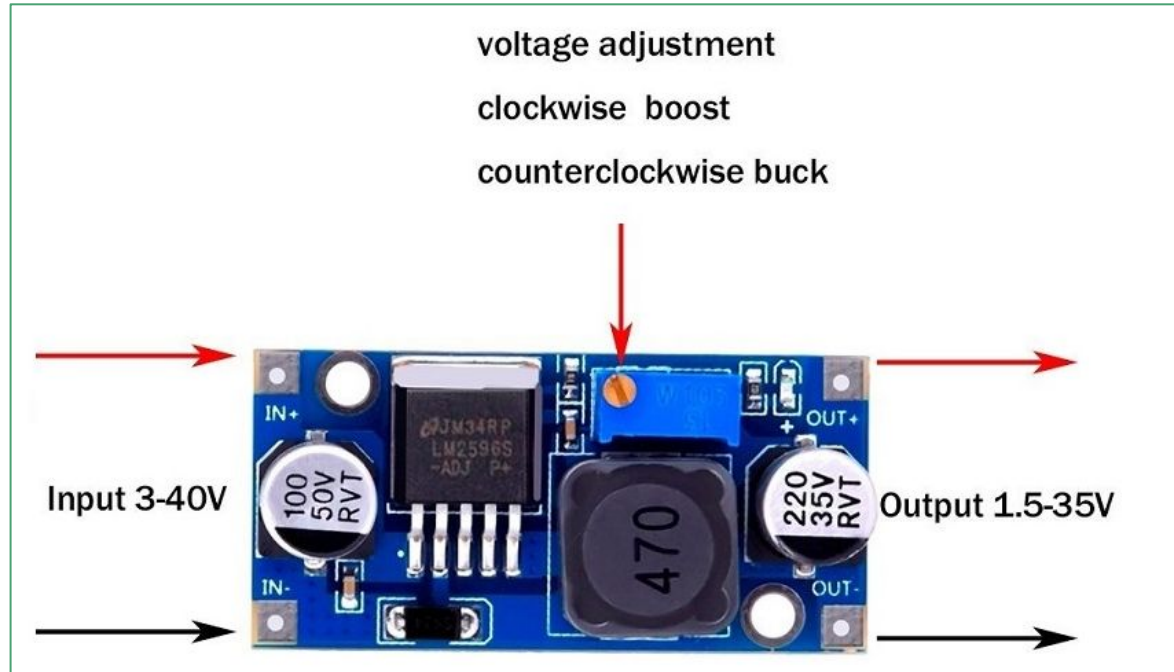 voltage adjustment
clockwise boost
counterclockwise buck
IN+
JM34RP
LM2596S
-ADJ P+
+
OUT+
Input 3-40V
100
50V
RVT
470
220
35V
RVT
Output 1.5-35V
IN-
OUT-